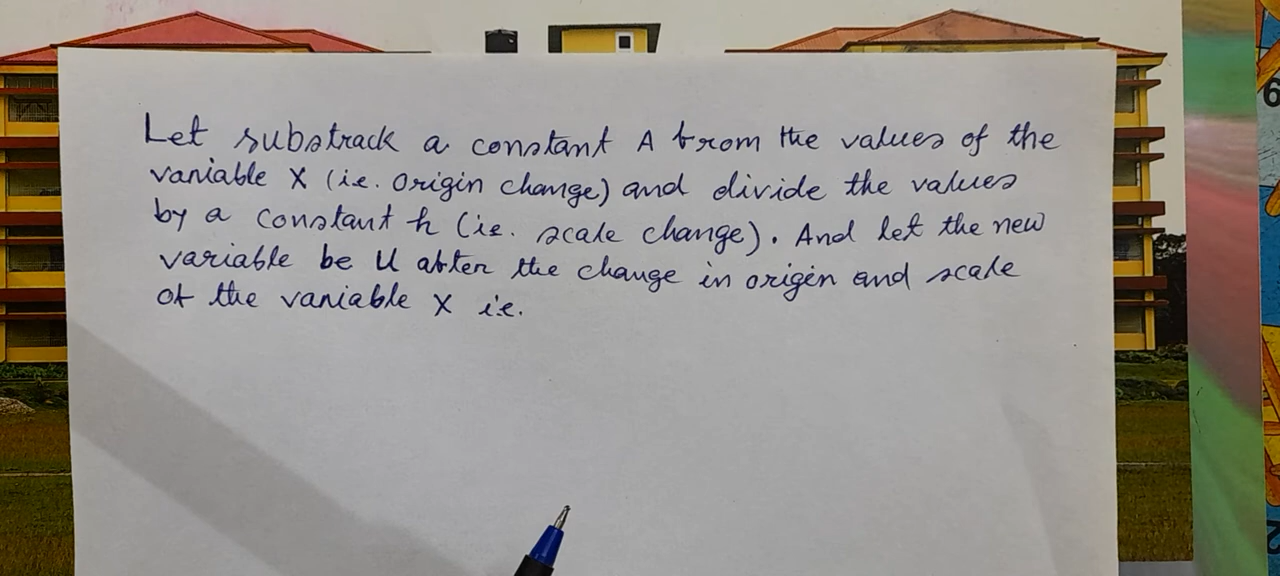 Let substrack a constant A from the values of the
variable X (i.e. Origin change) and divide the values
by a constant h (ie. scale change). And let the new
variable be U after the change in origin and scale
of the variable X i.e.
6